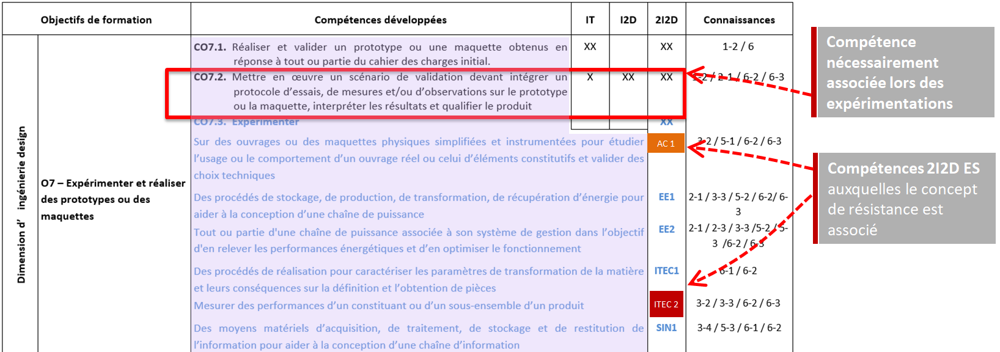 Objectifs de formation
Compétences développées
IT
I2D
2I2D
Connaissances
Dimension d’ ingénierie design
O7 – Expérimenter et réaliser
des prototypes ou des
maquettes
CO7.1. Réaliser et valider un prototype ou une maquette obtenus en
réponse à tout ou partie du cahier des charges initial.
XX
XX
1-2 / 6
CO7.2. Mettre en œuvre un scénario de validation devant intégrer un
protocole d’essais, de mesures et/ou d’observations sur le prototype
ou la maquette, interpréter les résultats et qualifier le produit
X
XX
XX
1-2 / 2-1 / 6-2 / 6-3
CO7.3. Expérimenter
XX
Sur des ouvrages ou des maquettes physiques simplifiées et instrumentées pour étudier
l’usage ou le comportement d’un ouvrage réel ou celui d’éléments constitutifs et valider des
choix techniques
AC 1
3-2 / 5-1 / 6-2 / 6-3
Des procédés de stockage, de production, de transformation, de récupération d’énergie pour
aider à la conception d’une chaîne de puissance
EE1
2-1 / 3-3 / 5-2 / 6-2/ 6-
3
Tout ou partie d'une chaîne de puissance associée à son système de gestion dans l’objectif
d'en relever les performances énergétiques et d’en optimiser le fonctionnement
EE2
2-1 / 2-3 / 3-3 /5-2 / 5-
3 /6-2 / 6-3
Des procédés de réalisation pour caractériser les paramètres de transformation de la matière
et leurs conséquences sur la définition et l’obtention de pièces
ITEC1
6-1 / 6-2
Mesurer des performances d’un constituant ou d’un sous-ensemble d’un produit
ITEC 2
3-2 / 3-3 / 6-2 / 6-3
Des moyens matériels d’acquisition, de traitement, de stockage et de restitution de
l’information pour aider à la conception d’une chaîne d’information
SIN1
3-4 / 5-3 / 6-1 / 6-2
Compétence
nécessairement
associée lors des
expérimentations
Compétences 2I2D ES
auxquelles le concept
de résistance est
associé